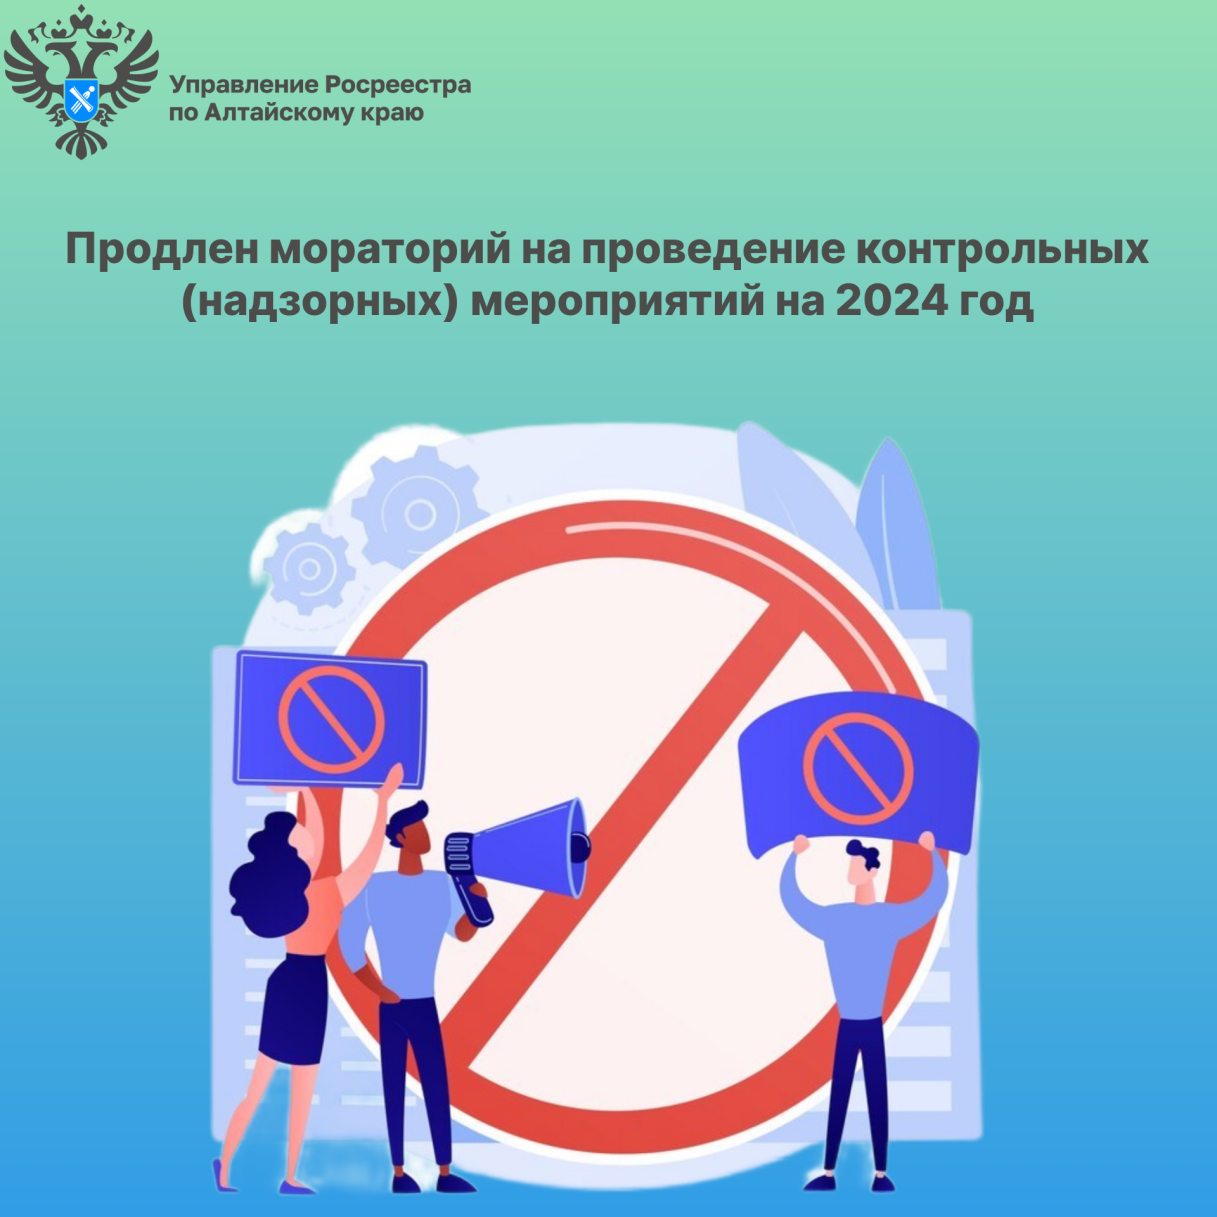 Управление Росреестра
по Алтайскому краю
Продлен мораторий на проведение контрольных
(надзорных) мероприятий на 2024 год